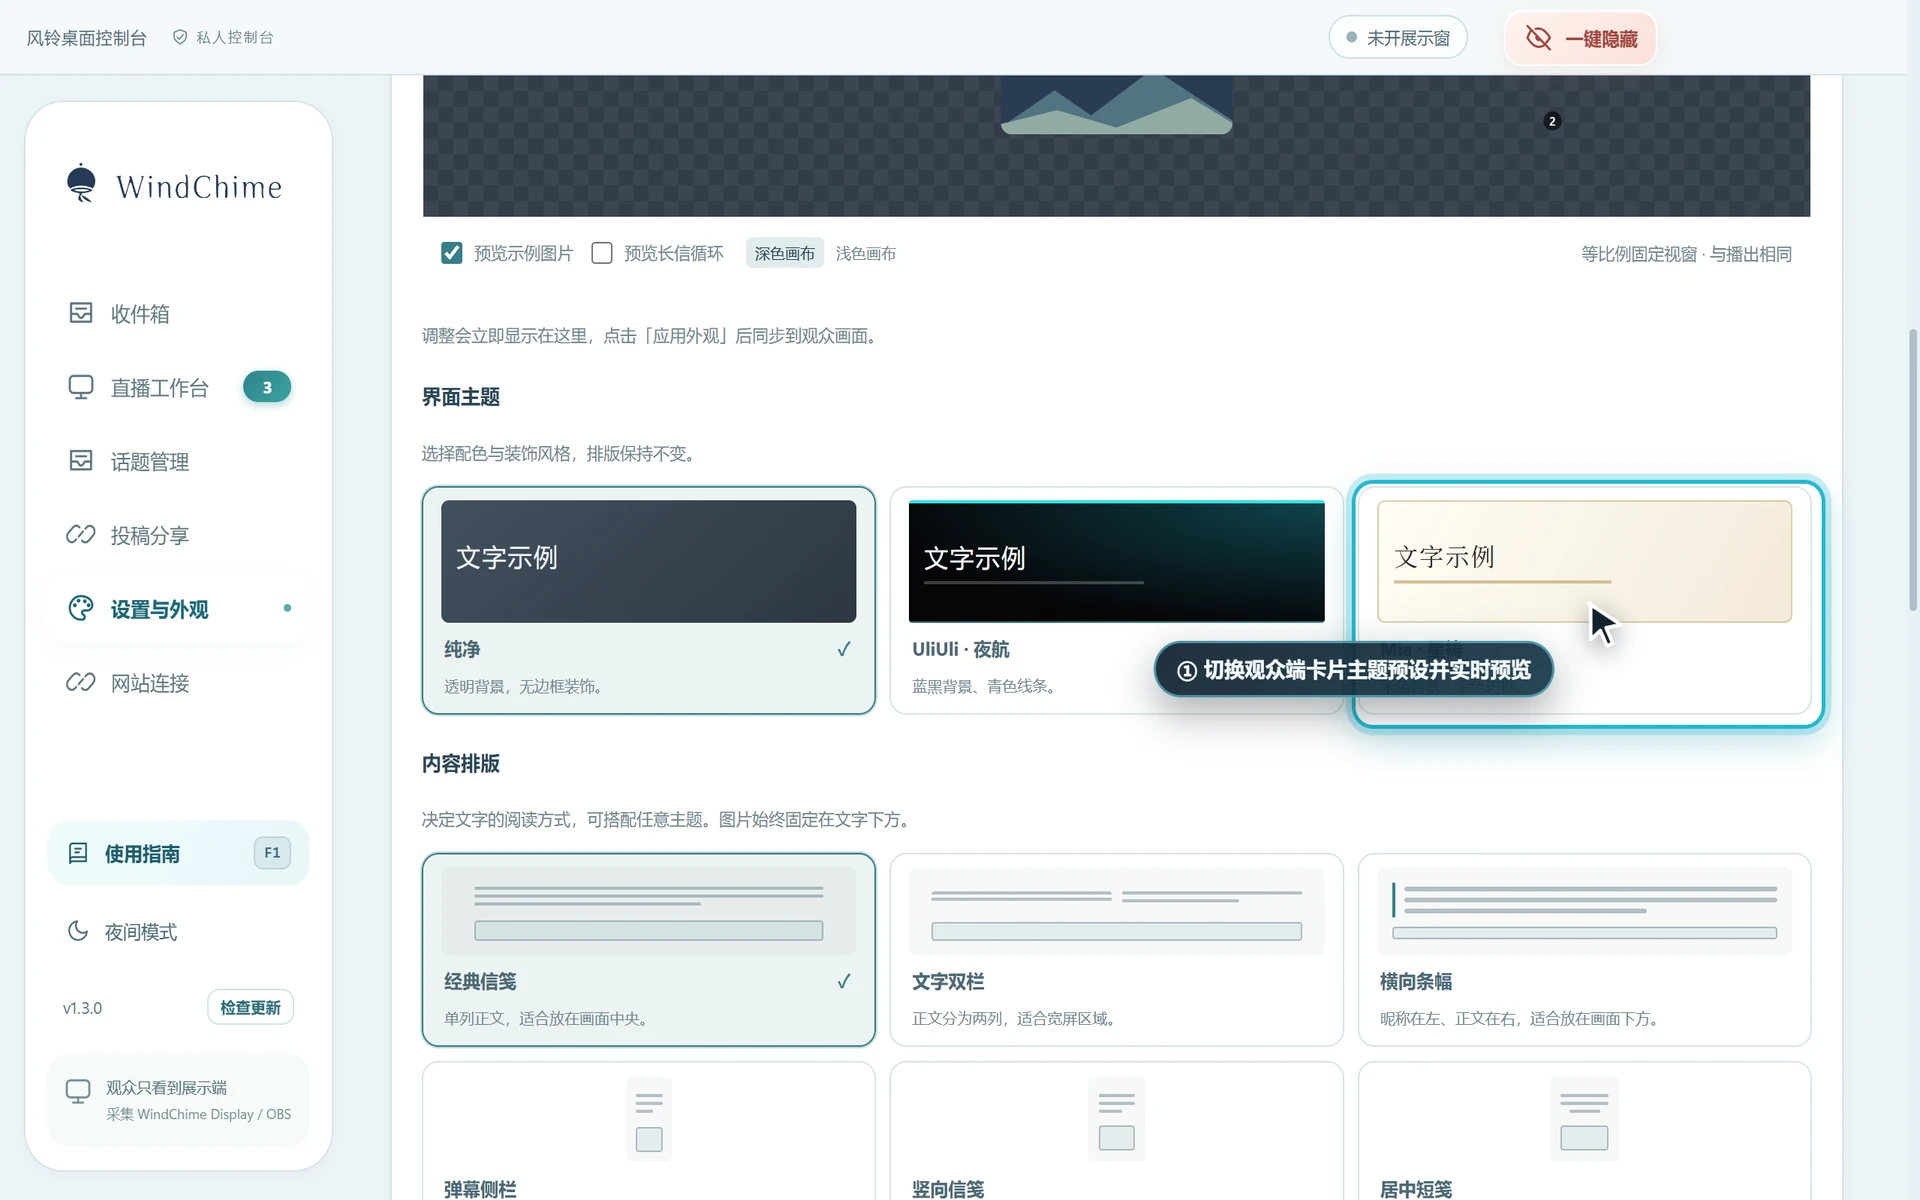 风铃桌面控制台
私人控制台
未开展示窗
一键隐藏
WindChime
收件箱
直播工作台
3
话题管理
投稿分享
设置与外观
网站连接
使用指南
F1
夜间模式
v1.3.0
检查更新
观众只看到展示端
采集 WindChime Display / OBS
2
预览示例图片
预览长信循环
深色画布
浅色画布
等比例固定视窗 · 与播出相同
调整会立即显示在这里，点击「应用外观」后同步到观众画面。
界面主题
选择配色与装饰风格，排版保持不变。
文字示例
纯净
透明背景，无边框装饰。
文字示例
UliUli · 夜航
蓝黑背景、青色线条。
文字示例
① 切换观众端卡片主题预设并实时预览
内容排版
决定文字的阅读方式，可搭配任意主题。图片始终固定在文字下方。
经典信笺
单列正文，适合放在画面中央。
文字双栏
正文分为两列，适合宽屏区域。
横向条幅
昵称在左、正文在右，适合放在画面下方。
弹幕侧栏
竖向信笺
居中短笺